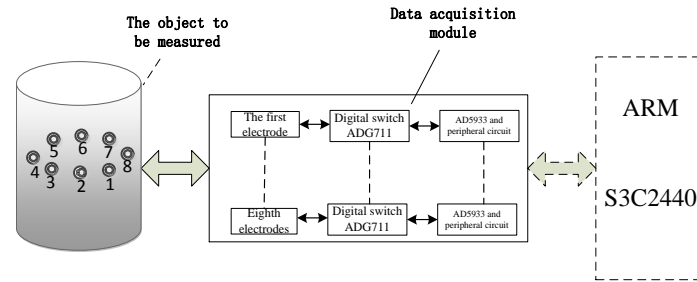 The object to
be measured
Data acquisition
module
5
6
7
4
8
3
2
1
The first
electrode
Digital switch
ADG711
AD5933 and
peripheral circuit
Eighth
electrodes
Digital switch
ADG711
AD5933 and
peripheral circuit
ARM
S3C2440